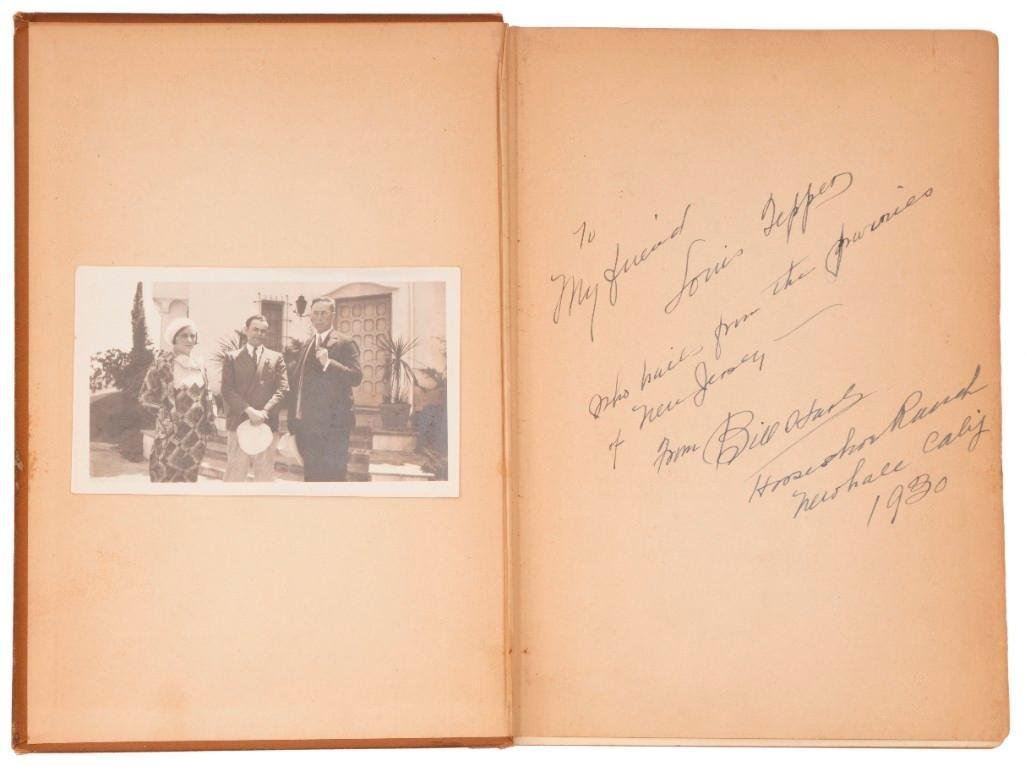 To
My friend
Louis Tepper
who hails from the prairies
of New Jersey —
From Bill Hart
Horseshoe Ranch
Newhall Calif
1930